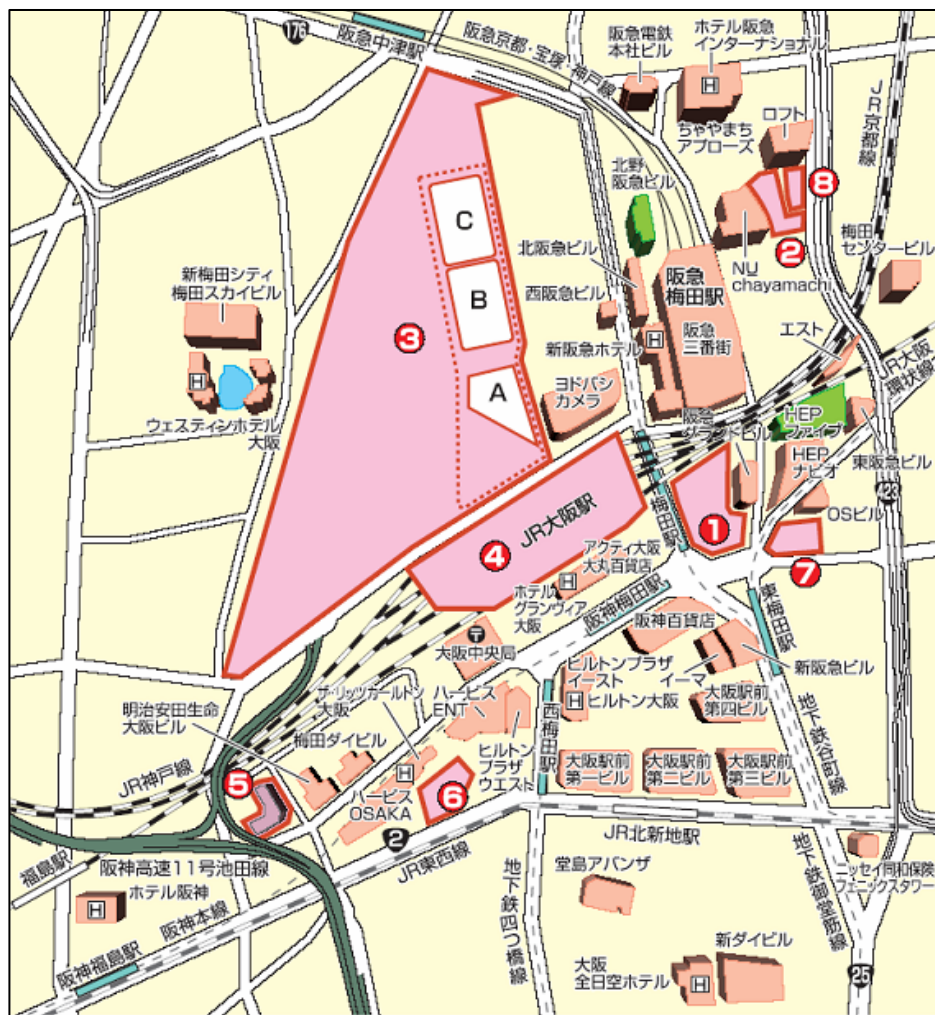 176
阪急中津駅
阪急京都・宝塚・神戸線
阪急電鉄
本社ビル
ホテル阪急
インターナショナル
H
ちゃやまち
アプローズ
ロフト
JR京都線
8
北野
阪急ビル
C
2
梅田
センタービル
NU
chayamachi
北阪急ビル
西阪急ビル
阪急
梅田駅
新梅田シティ
梅田スカイビル
B
3
新阪急ホテル
H
阪急
三番街
エスト
JR大阪
環状線
A
ヨドバシ
カメラ
H
ウェスティンホテル
大阪
阪急
グランドビル
HEP
ファイブ
HEP
ナビオ
東阪急ビル
423
OSビル
梅田駅
1
JR大阪駅
4
7
アクティ大阪
大丸百貨店
H
ホテル
グランヴィア
大阪
阪神梅田駅
東梅田駅
〒
大阪中央局
阪神百貨店
新阪急ビル
イーマ
ヒルトンプラザ
イースト
H
ヒルトン大阪
大阪駅前
第四ビル
地下鉄谷町線
ザ・リッツカールトン
大阪
ハービス
ENT
明治安田生命
大阪ビル
梅田ダイビル
西梅田駅
ヒルトン
プラザ
ウエスト
大阪駅前
第一ビル
大阪駅前
第二ビル
大阪駅前
第三ビル
JR神戸線
5
H
ハービス
OSAKA
6
2
JR北新地駅
JR東西線
福島駅
阪神高速11号池田線
ホテル阪神
H
阪神本線
阪神福島駅
地下鉄四つ橋線
堂島アバンザ
地下鉄御堂筋線
ニッセイ同和保険
フェニックスタワー
新ダイビル
大阪
全日空ホテル
H
25